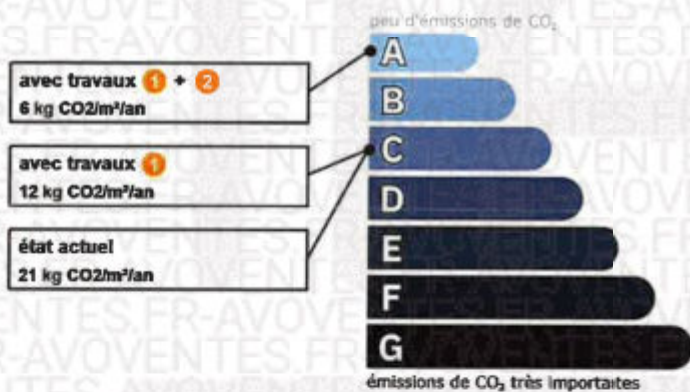 peu d'émissions de CO₂
A
avec travaux 1 + 2
6 kg CO2/m²/an
B
avec travaux 1
12 kg CO2/m²/an
C
D
état actuel
21 kg CO2/m²/an
E
F
G
émissions de CO₂ très importaites